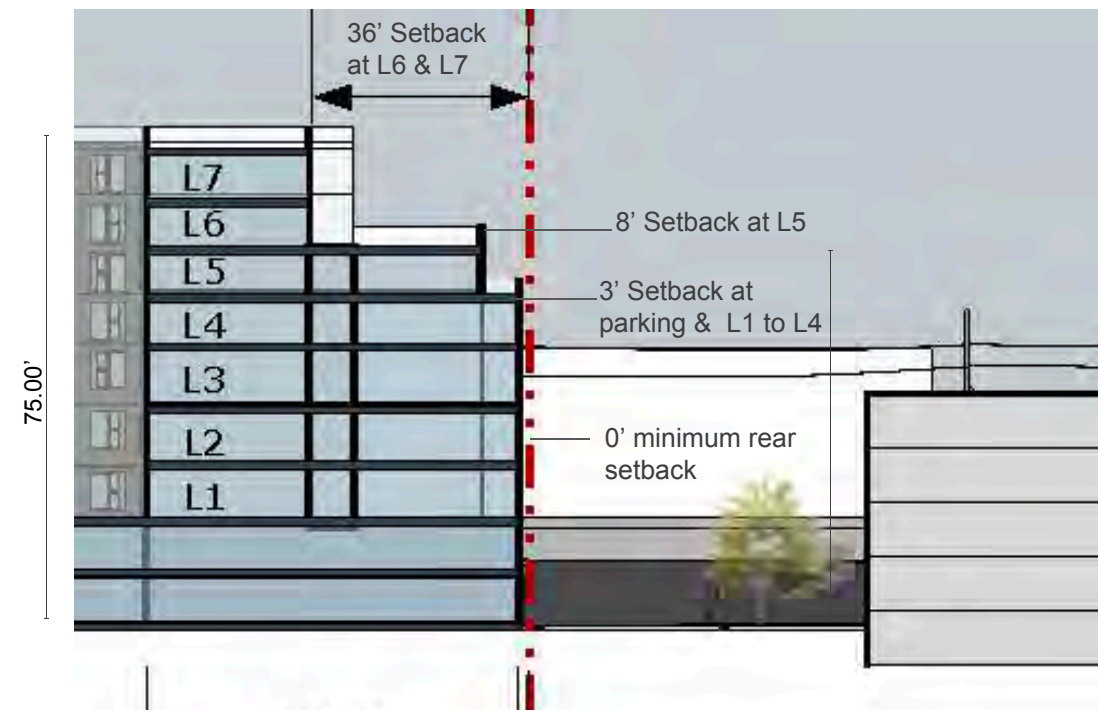 36’ Setback
at L6 & L7
L7
L6
8’ Setback at L5
L5
3’ Setback at
parking & L1 to L4
L4
L3
75.00’
L2
0’ minimum rear
setback
L1